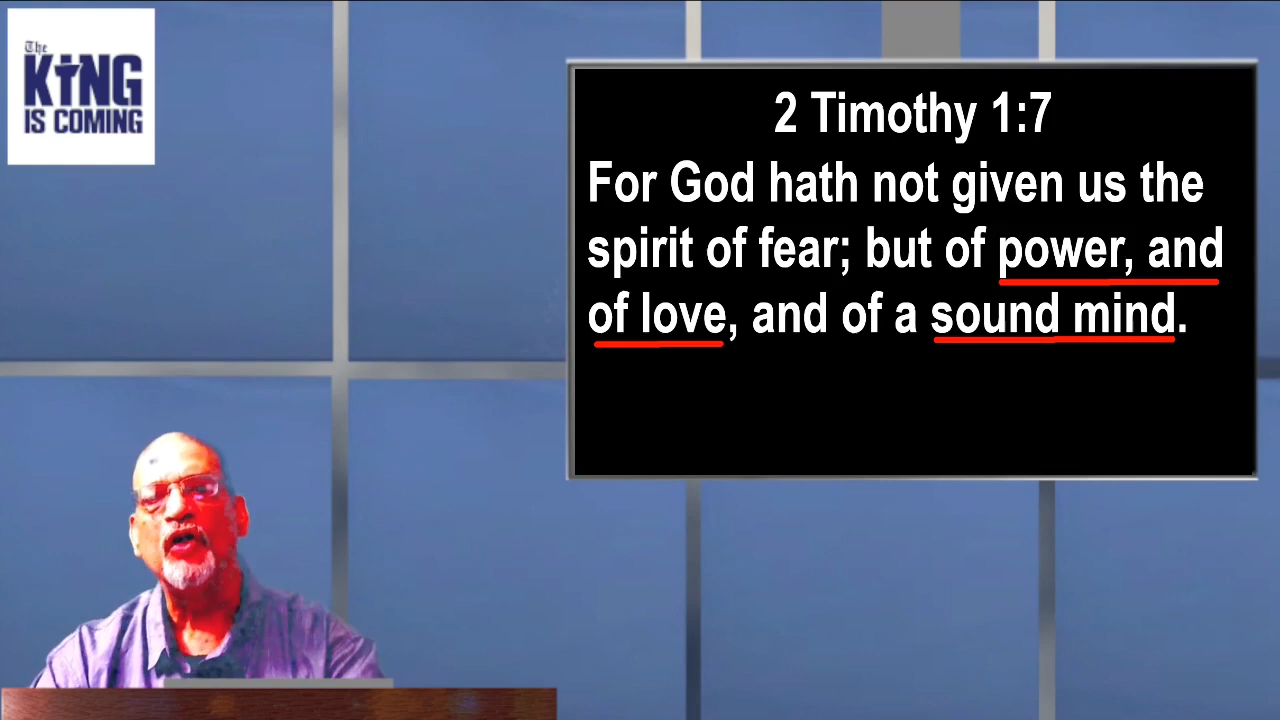 The
KING
IS COMING
2 Timothy 1:7
For God hath not given us the
spirit of fear; but of power, and
of love, and of a sound mind.